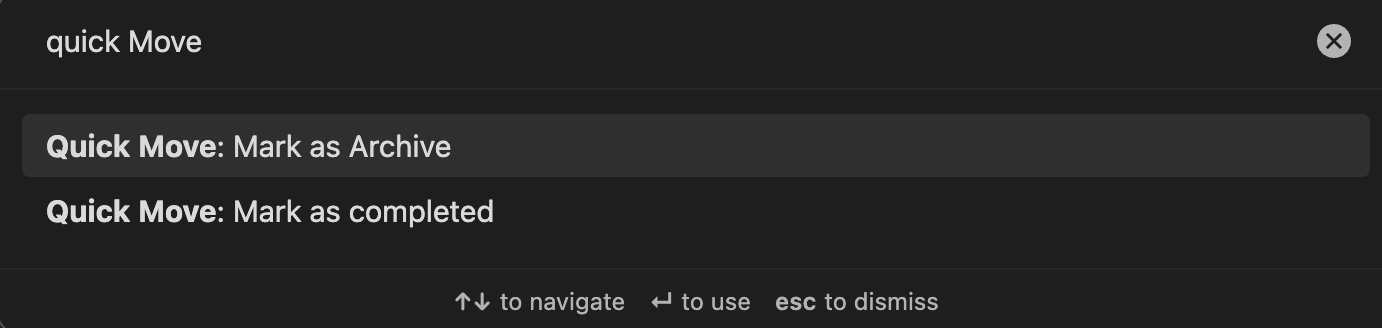 quick Move
Quick Move: Mark as Archive
Quick Move: Mark as completed
↑↓ to navigate ↵ to use esc to dismiss